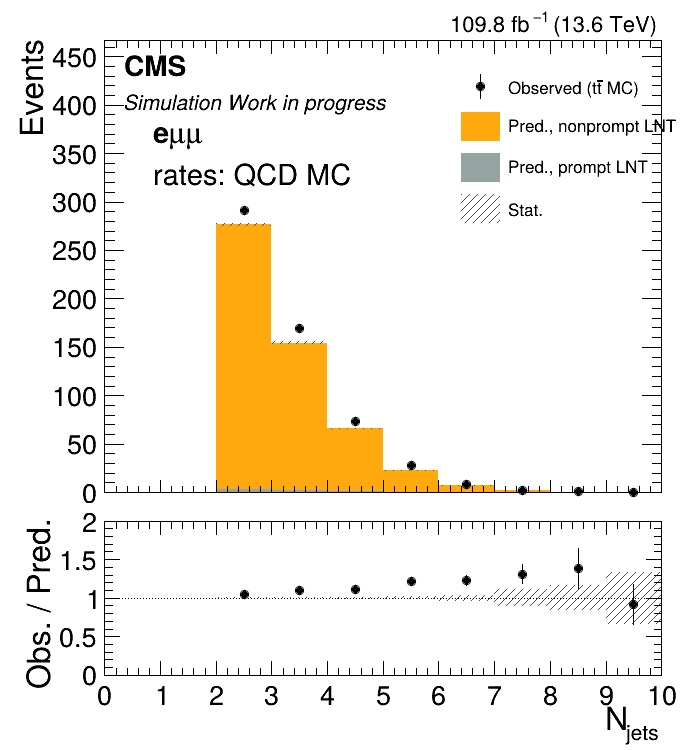 109.8 fb⁻¹ (13.6 TeV)
CMS
Simulation Work in progress
eμμ
rates: QCD MC
Observed (tt̄ MC)
Pred., nonprompt LNT
Pred., prompt LNT
Stat.
Events
450
400
350
300
250
200
150
100
50
0
Obs. / Pred.
2
1.5
1
0.5
0
0 1 2 3 4 5 6 7 8 9 10
N_jets